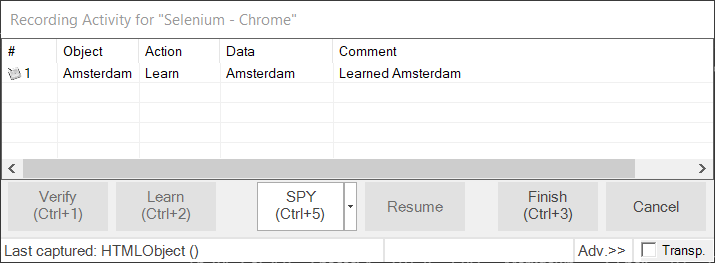 Recording Activity for "Selenium - Chrome"
# Object Action Data Comment
1 Amsterdam Learn Amsterdam Learned Amsterdam
Verify (Ctrl+1)
Learn (Ctrl+2)
SPY (Ctrl+5)
Resume
Finish (Ctrl+3)
Cancel
Last captured: HTMLObject () Adv.>> Transp.